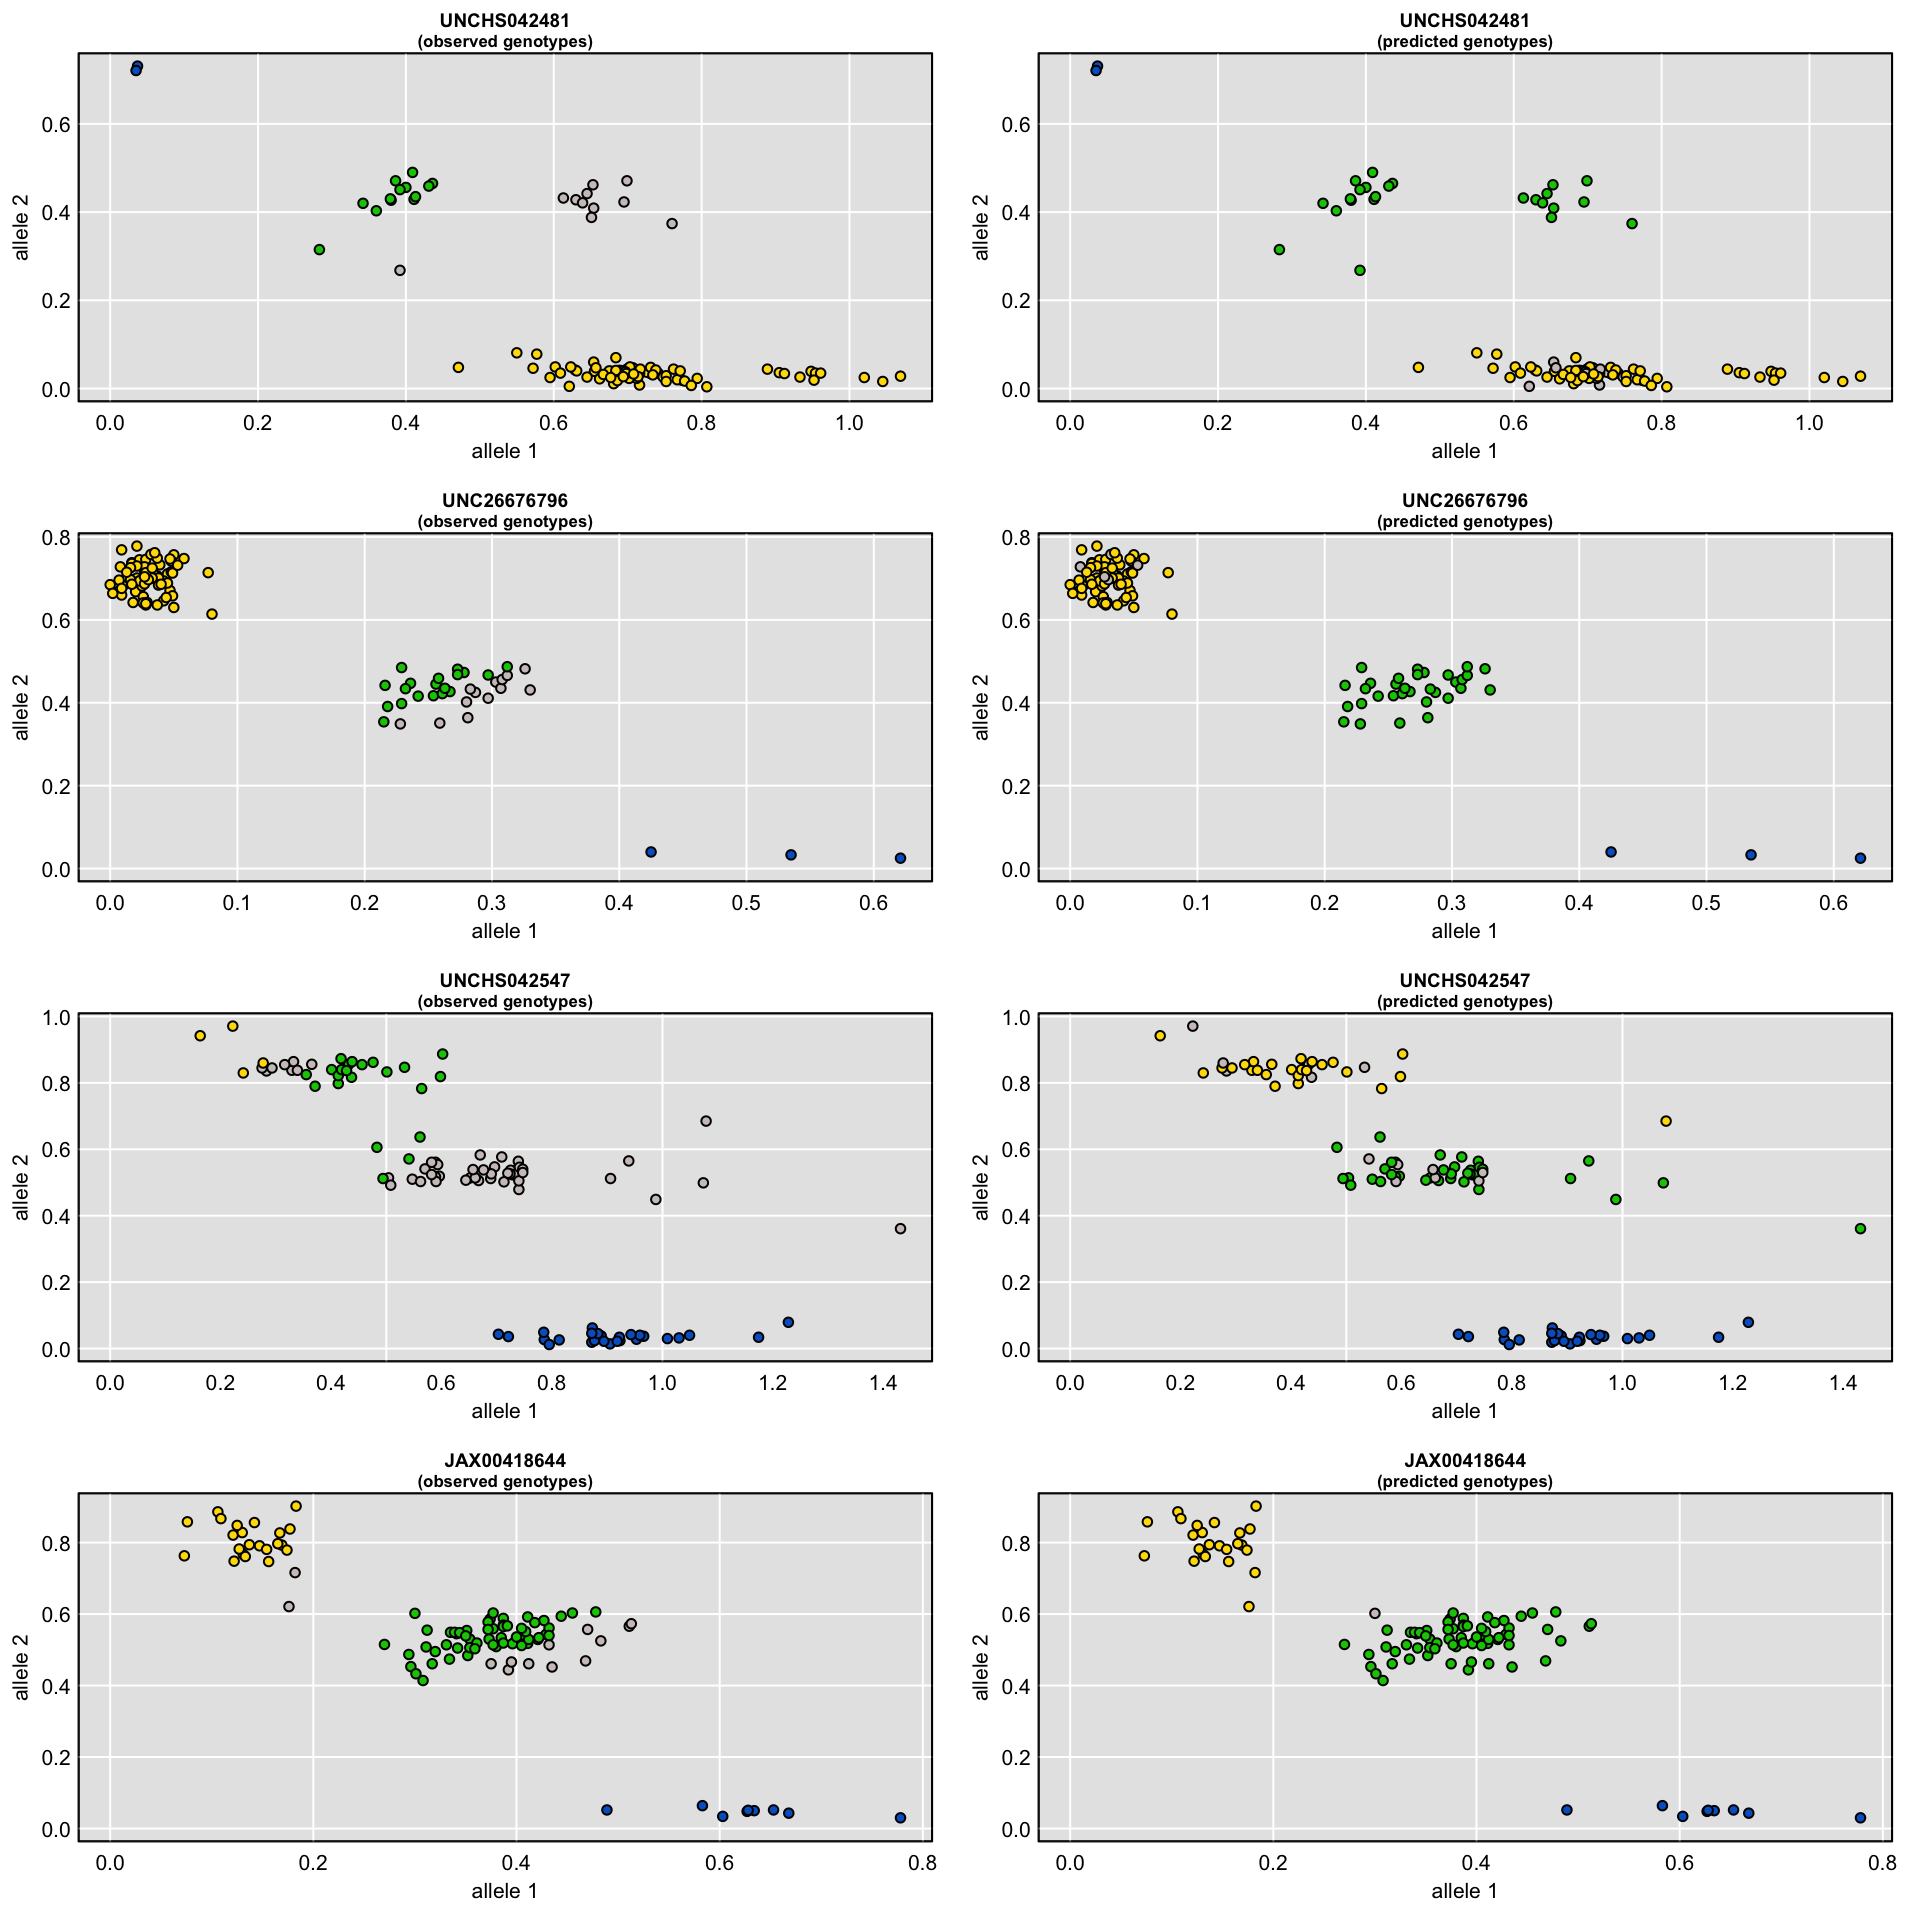 UNCHS042481
(observed genotypes)
allele 2
0.6
0.4
0.2
0.0
0.0 0.2 0.4 0.6 0.8 1.0
allele 1
UNCHS042481
(predicted genotypes)
allele 2
0.6
0.4
0.2
0.0
0.0 0.2 0.4 0.6 0.8 1.0
allele 1
UNC26676796
(observed genotypes)
allele 2
0.8
0.6
0.4
0.2
0.0
0.0 0.1 0.2 0.3 0.4 0.5 0.6
allele 1
UNC26676796
(predicted genotypes)
allele 2
0.8
0.6
0.4
0.2
0.0
0.0 0.1 0.2 0.3 0.4 0.5 0.6
allele 1
UNCHS042547
(observed genotypes)
allele 2
1.0
0.8
0.6
0.4
0.2
0.0
0.0 0.2 0.4 0.6 0.8 1.0 1.2 1.4
allele 1
UNCHS042547
(predicted genotypes)
allele 2
1.0
0.8
0.6
0.4
0.2
0.0
0.0 0.2 0.4 0.6 0.8 1.0 1.2 1.4
allele 1
JAX00418644
(observed genotypes)
allele 2
0.8
0.6
0.4
0.2
0.0
0.0 0.2 0.4 0.6 0.8
allele 1
JAX00418644
(predicted genotypes)
allele 2
0.8
0.6
0.4
0.2
0.0
0.0 0.2 0.4 0.6 0.8
allele 1